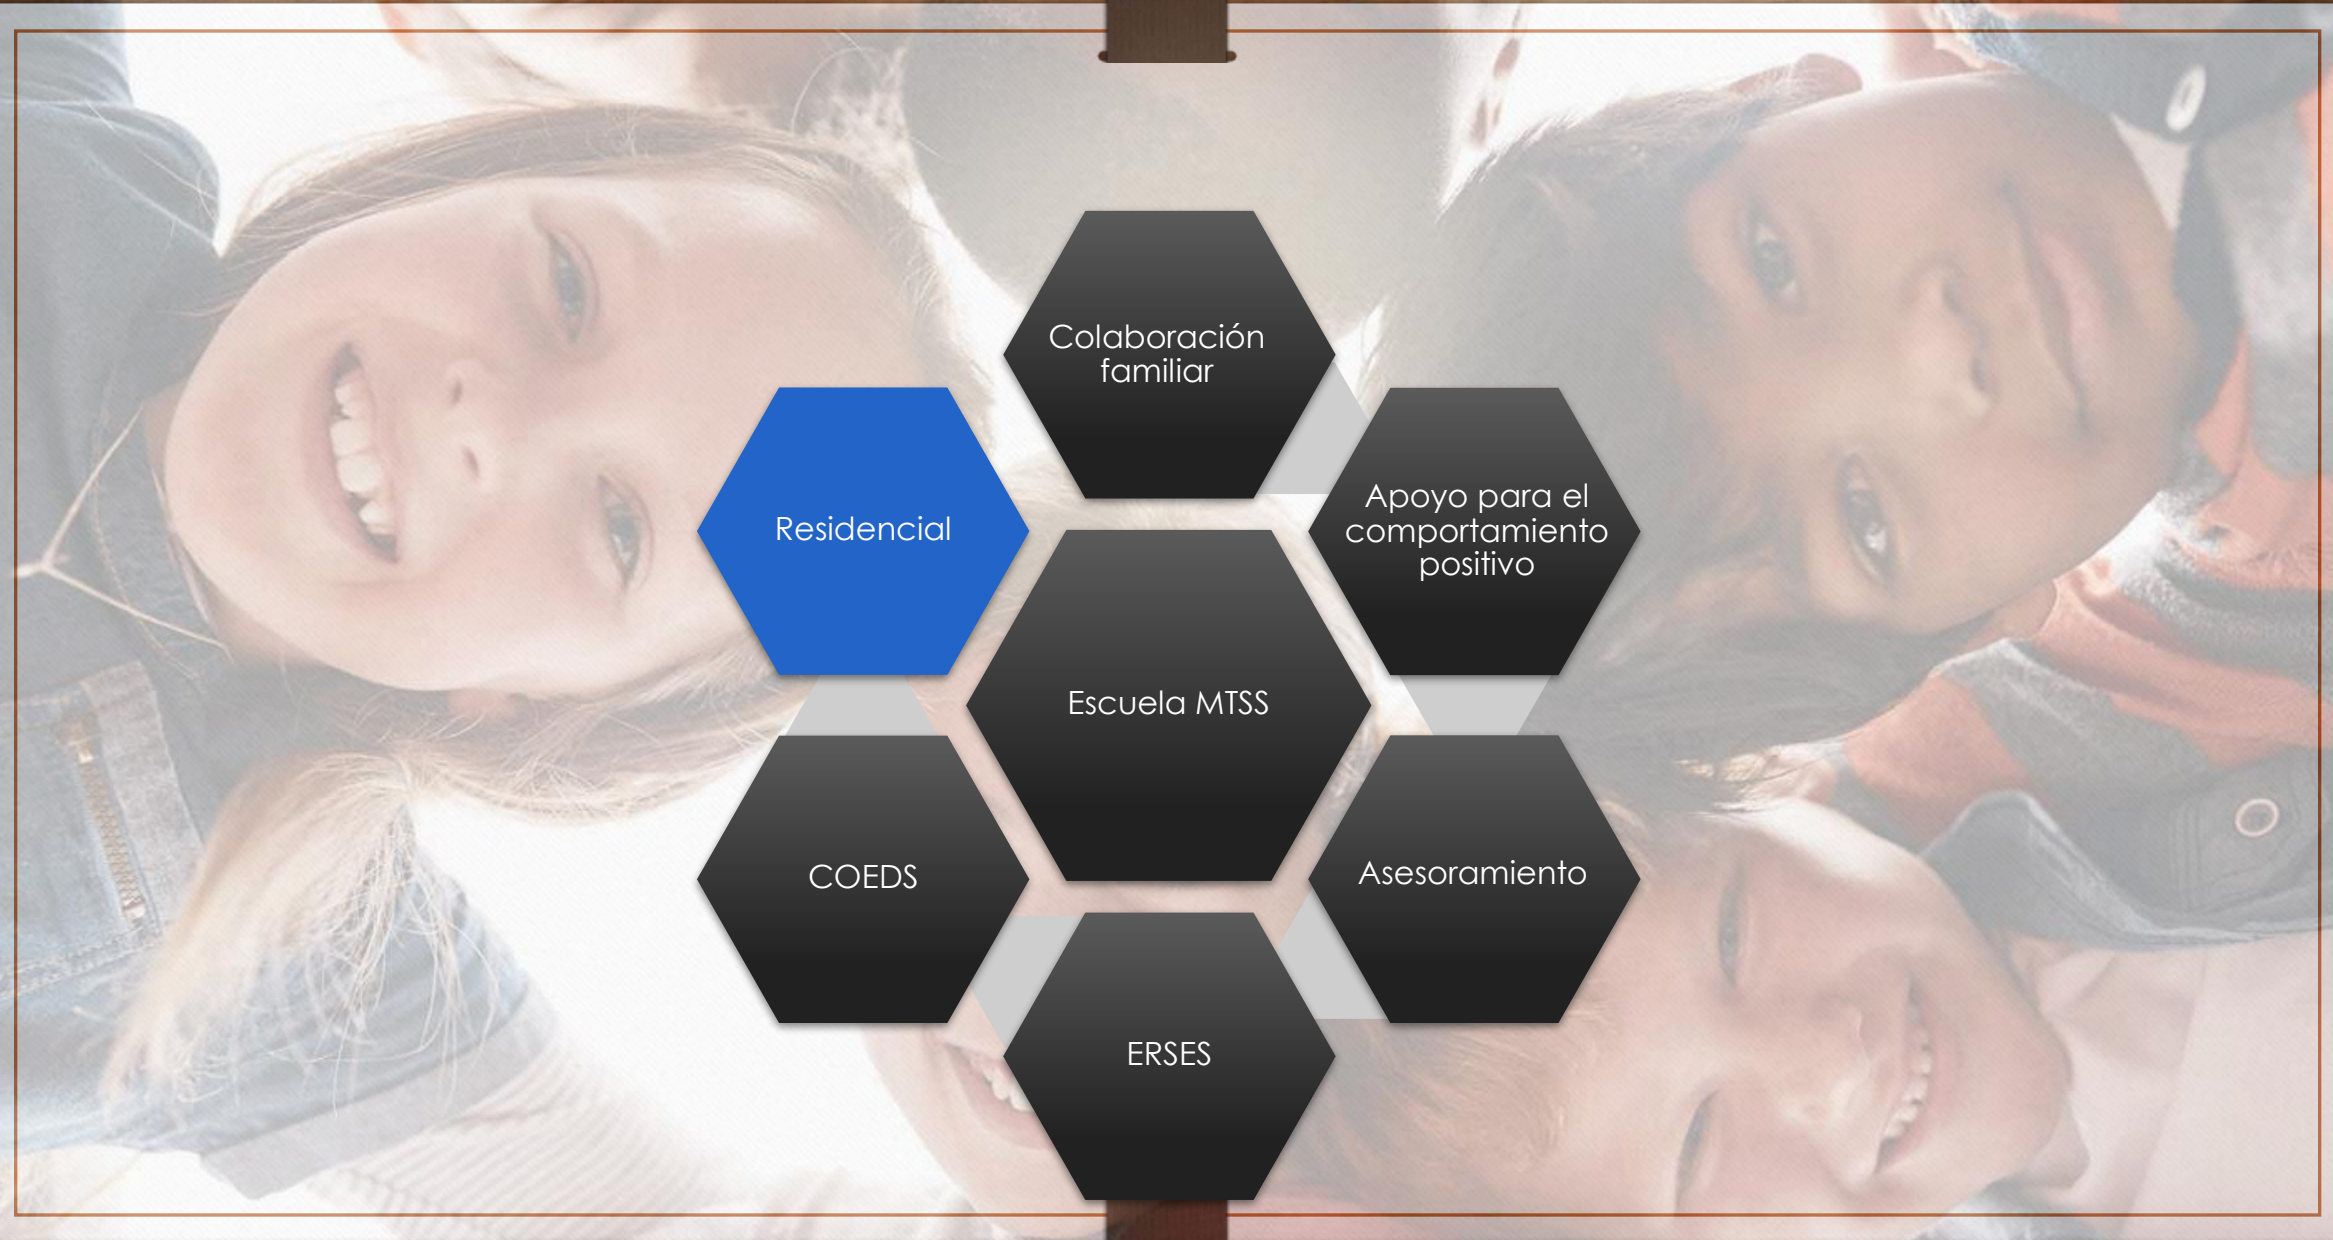 Colaboración
familiar
Residencial
Apoyo para el
comportamiento
positivo
Escuela MTSS
COEDS
Asesoramiento
ERSES